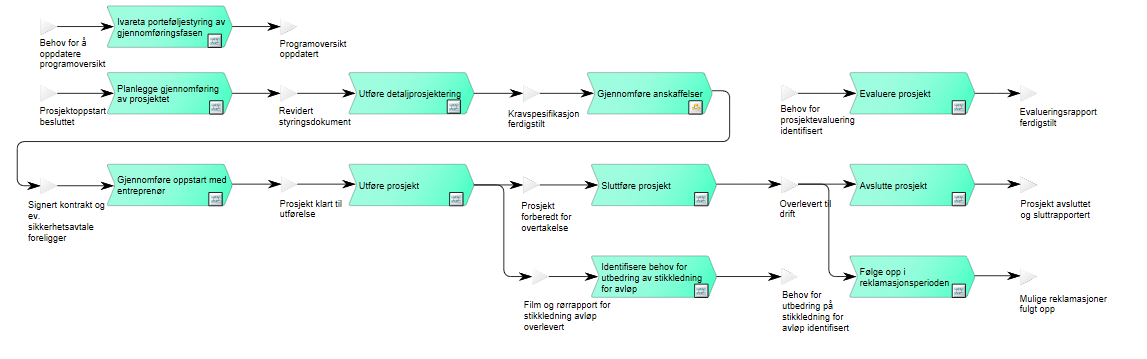 Ivareta porteføljestyring av
gjennomføringsfasen
Behov for å
oppdatere
programoversikt
Programoversikt
oppdatert
Planlegge gjennomføring
av prosjektet
Utføre detaljprosjektering
Gjennomføre anskaffelser
Evaluere prosjekt
Prosjektoppstart
besluttet
Revidert
styringsdokument
Kravspesifikasjon
ferdigstilt
Behov for
prosjektevaluering
identifisert
Evalueringsrapport
ferdigstilt
Gjennomføre oppstart med
entreprenør
Utføre prosjekt
Sluttføre prosjekt
Avslutte prosjekt
Signert kontrakt og
ev.
sikkerhetsavtale
foreligger
Prosjekt klart til
utførelse
Prosjekt
forberedt for
overtakelse
Overlevert til
drift
Prosjekt avsluttet
og sluttrapportert
Identifisere behov for
utbedring av stikkledning
for avløp
Følge opp i
reklamasjonsperioden
Film og rørrapport for
stikkledning avløp
overlevert
Behov for
utbedring på
stikkledning for
avløp identifisert
Mulige reklamasjoner
fulgt opp